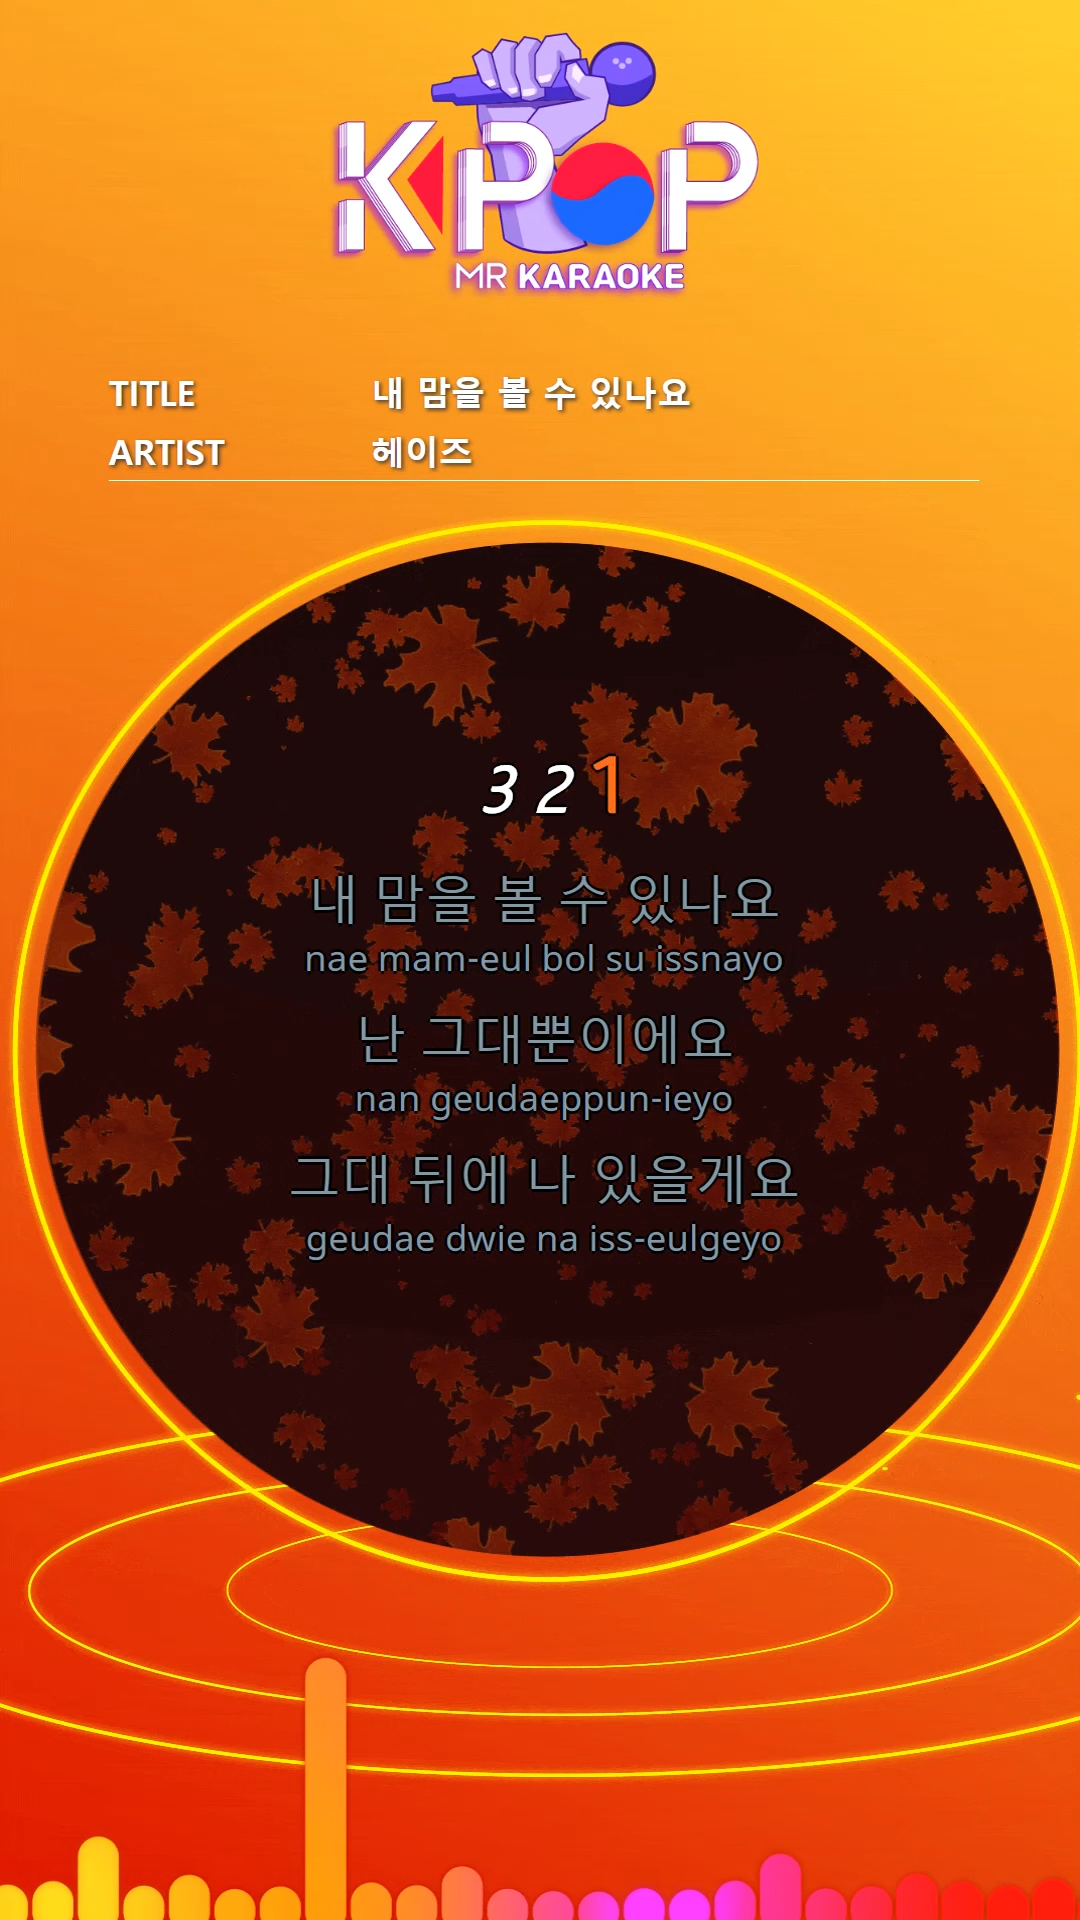 KPOP
MR KARAOKE
TITLE 내 맘을 볼 수 있나요
ARTIST 헤이즈
3 2 1
내 맘을 볼 수 있나요
nae mam-eul bol su issnayo
난 그대뿐이에요
nan geudaeppun-ieyo
그대 뒤에 나 있을게요
geudae dwie na iss-eulgeyo